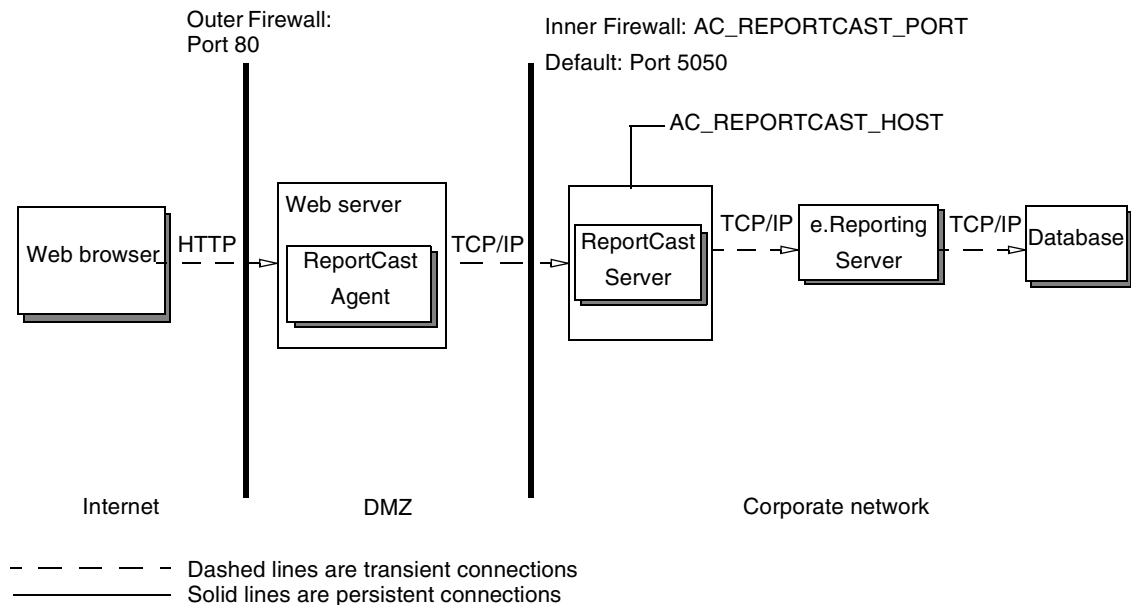 Outer Firewall:
Port 80
Inner Firewall: AC_REPORTCAST_PORT
Default: Port 5050
AC_REPORTCAST_HOST
Web browser
HTTP
Web server
ReportCast
Agent
TCP/IP
ReportCast
Server
TCP/IP
e.Reporting
Server
TCP/IP
Database
Internet
DMZ
Corporate network
Dashed lines are transient connections
Solid lines are persistent connections